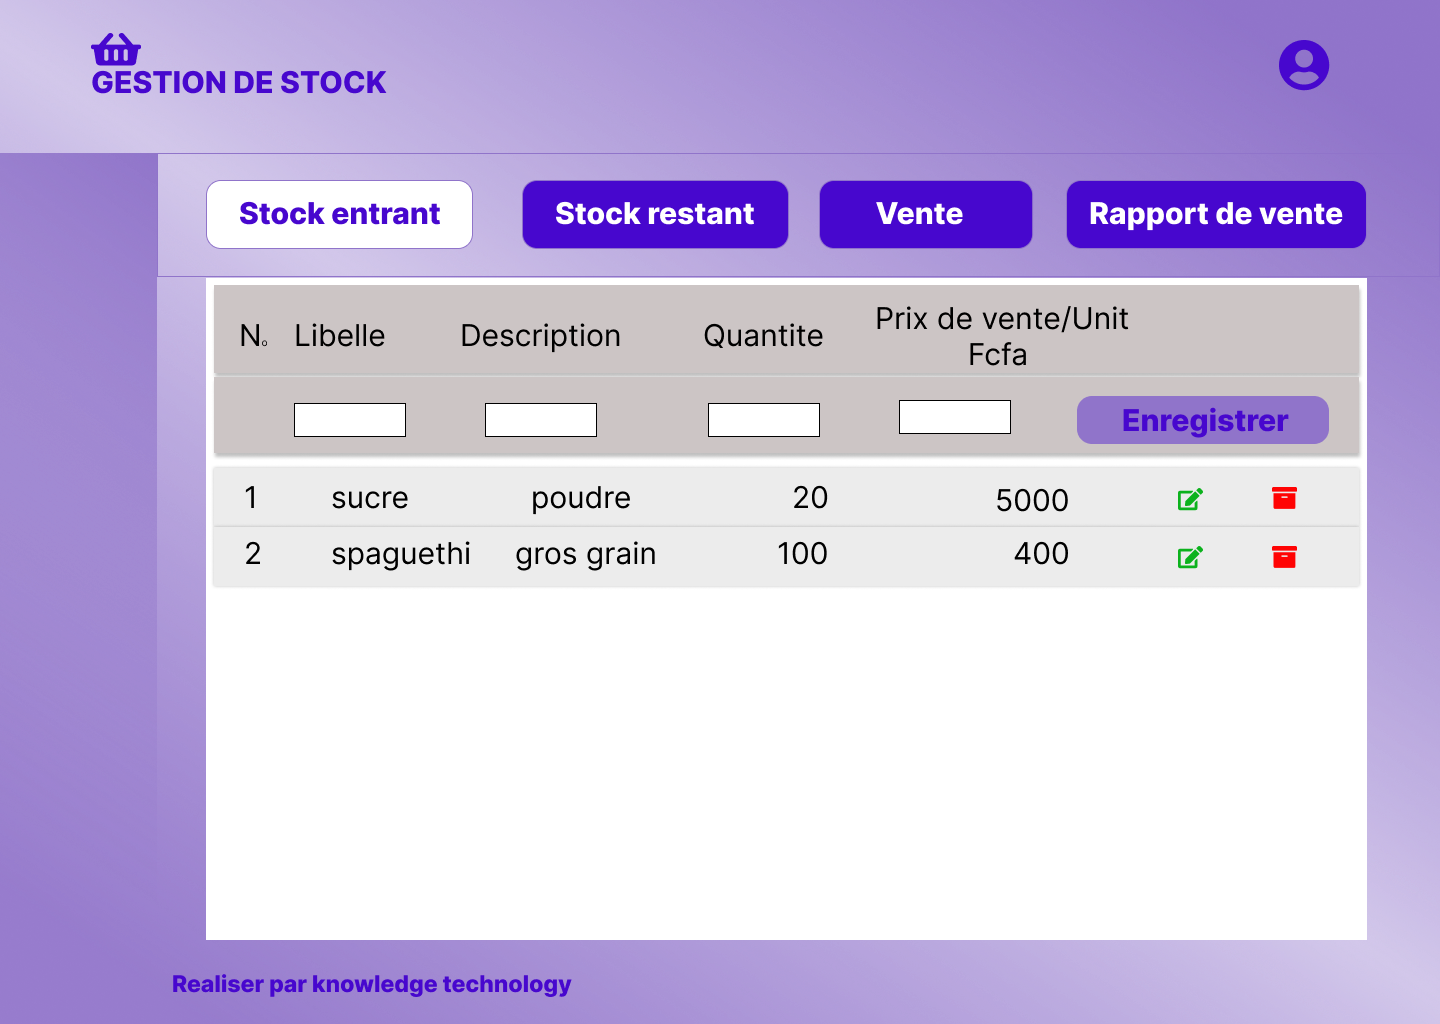 GESTION DE STOCK
Stock entrant Stock restant Vente Rapport de vente
N° Libelle Description Quantite Prix de vente/Unit
Fcfa
Enregistrer
1 sucre poudre 20 5000
2 spaguethi gros grain 100 400
Realiser par knowledge technology